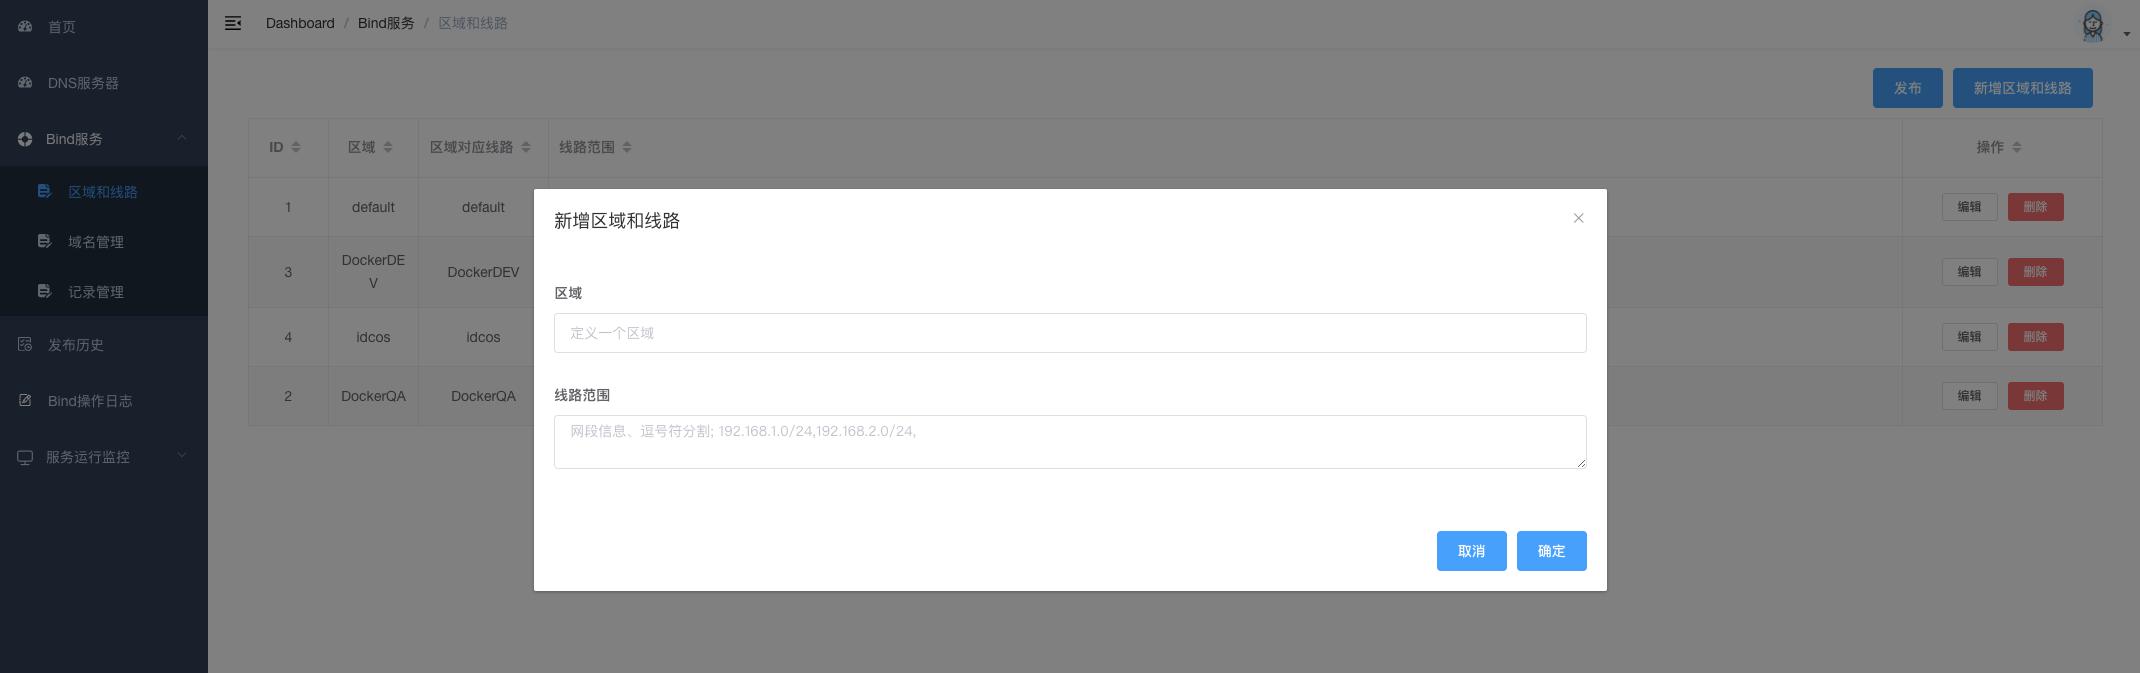 首页
DNS服务器
Bind服务
区域和线路
域名管理
记录管理
发布历史
Bind操作日志
服务运行监控
Dashboard / Bind服务 / 区域和线路
发布 新增区域和线路
ID 区域 区域对应线路 线路范围 操作
1 default default 编辑 删除
3 DockerDE
V DockerDEV 编辑 删除
4 idcos idcos 编辑 删除
2 DockerQA DockerQA 编辑 删除
新增区域和线路
区域
定义一个区域
线路范围
网段信息、逗号符分割; 192.168.1.0/24,192.168.2.0/24,
取消 确定